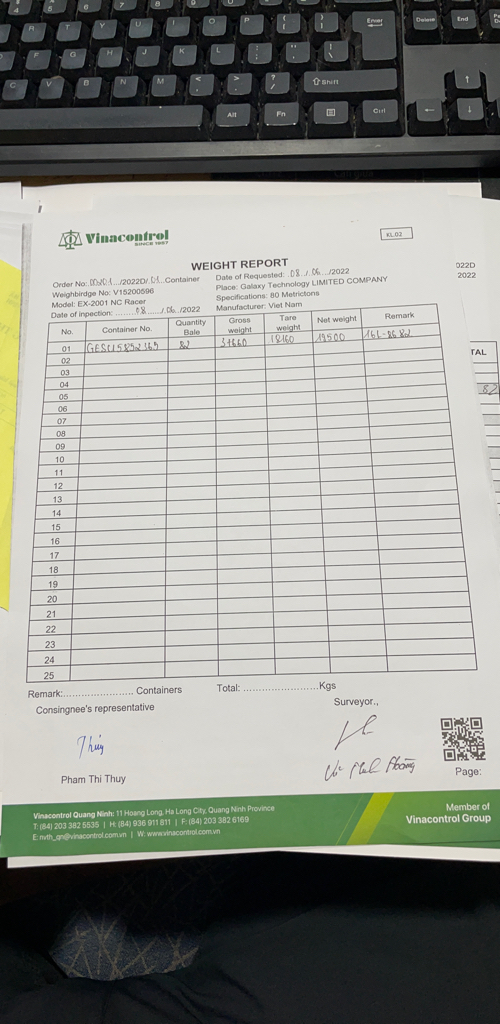 Vinacontrol
SINCE 1957
KL.02
WEIGHT REPORT
Order No: /2022D/ 01 Container
Date of Requested: 08 / 06 /2022
Weighbridge No: V15200596
Place: Galaxy Technology LIMITED COMPANY
Model: EX-2001 NC Racer
Specifications: 80 Metrictons
Date of inpection: 08 / 06 /2022
Manufacturer: Viet Nam
No. Container No. Quantity Bale Gross weight Tare weight Net weight Remark
01 82 37660 18160 19500
02
03
04
05
06
07
08
09
10
11
12
13
14
15
16
17
18
19
20
21
22
23
24
25
Remark: Containers Total: Kgs
Consingnee's representative Surveyor.,
Thúy
Pham Thi Thuy
Page:
Vinacontrol Quang Ninh: 11 Hoang Long, Ha Long City, Quang Ninh Province
T: (84) 203 382 5535 | H: (84) 936 911 811 | F: (84) 203 382 6169
E: nvth_qn@vinacontrol.com.vn | W: www.vinacontrol.com.vn
Member of
Vinacontrol Group
022D
2022
TAL
82
Enter
Shift
Alt
Fn
Ctrl
Delete
End